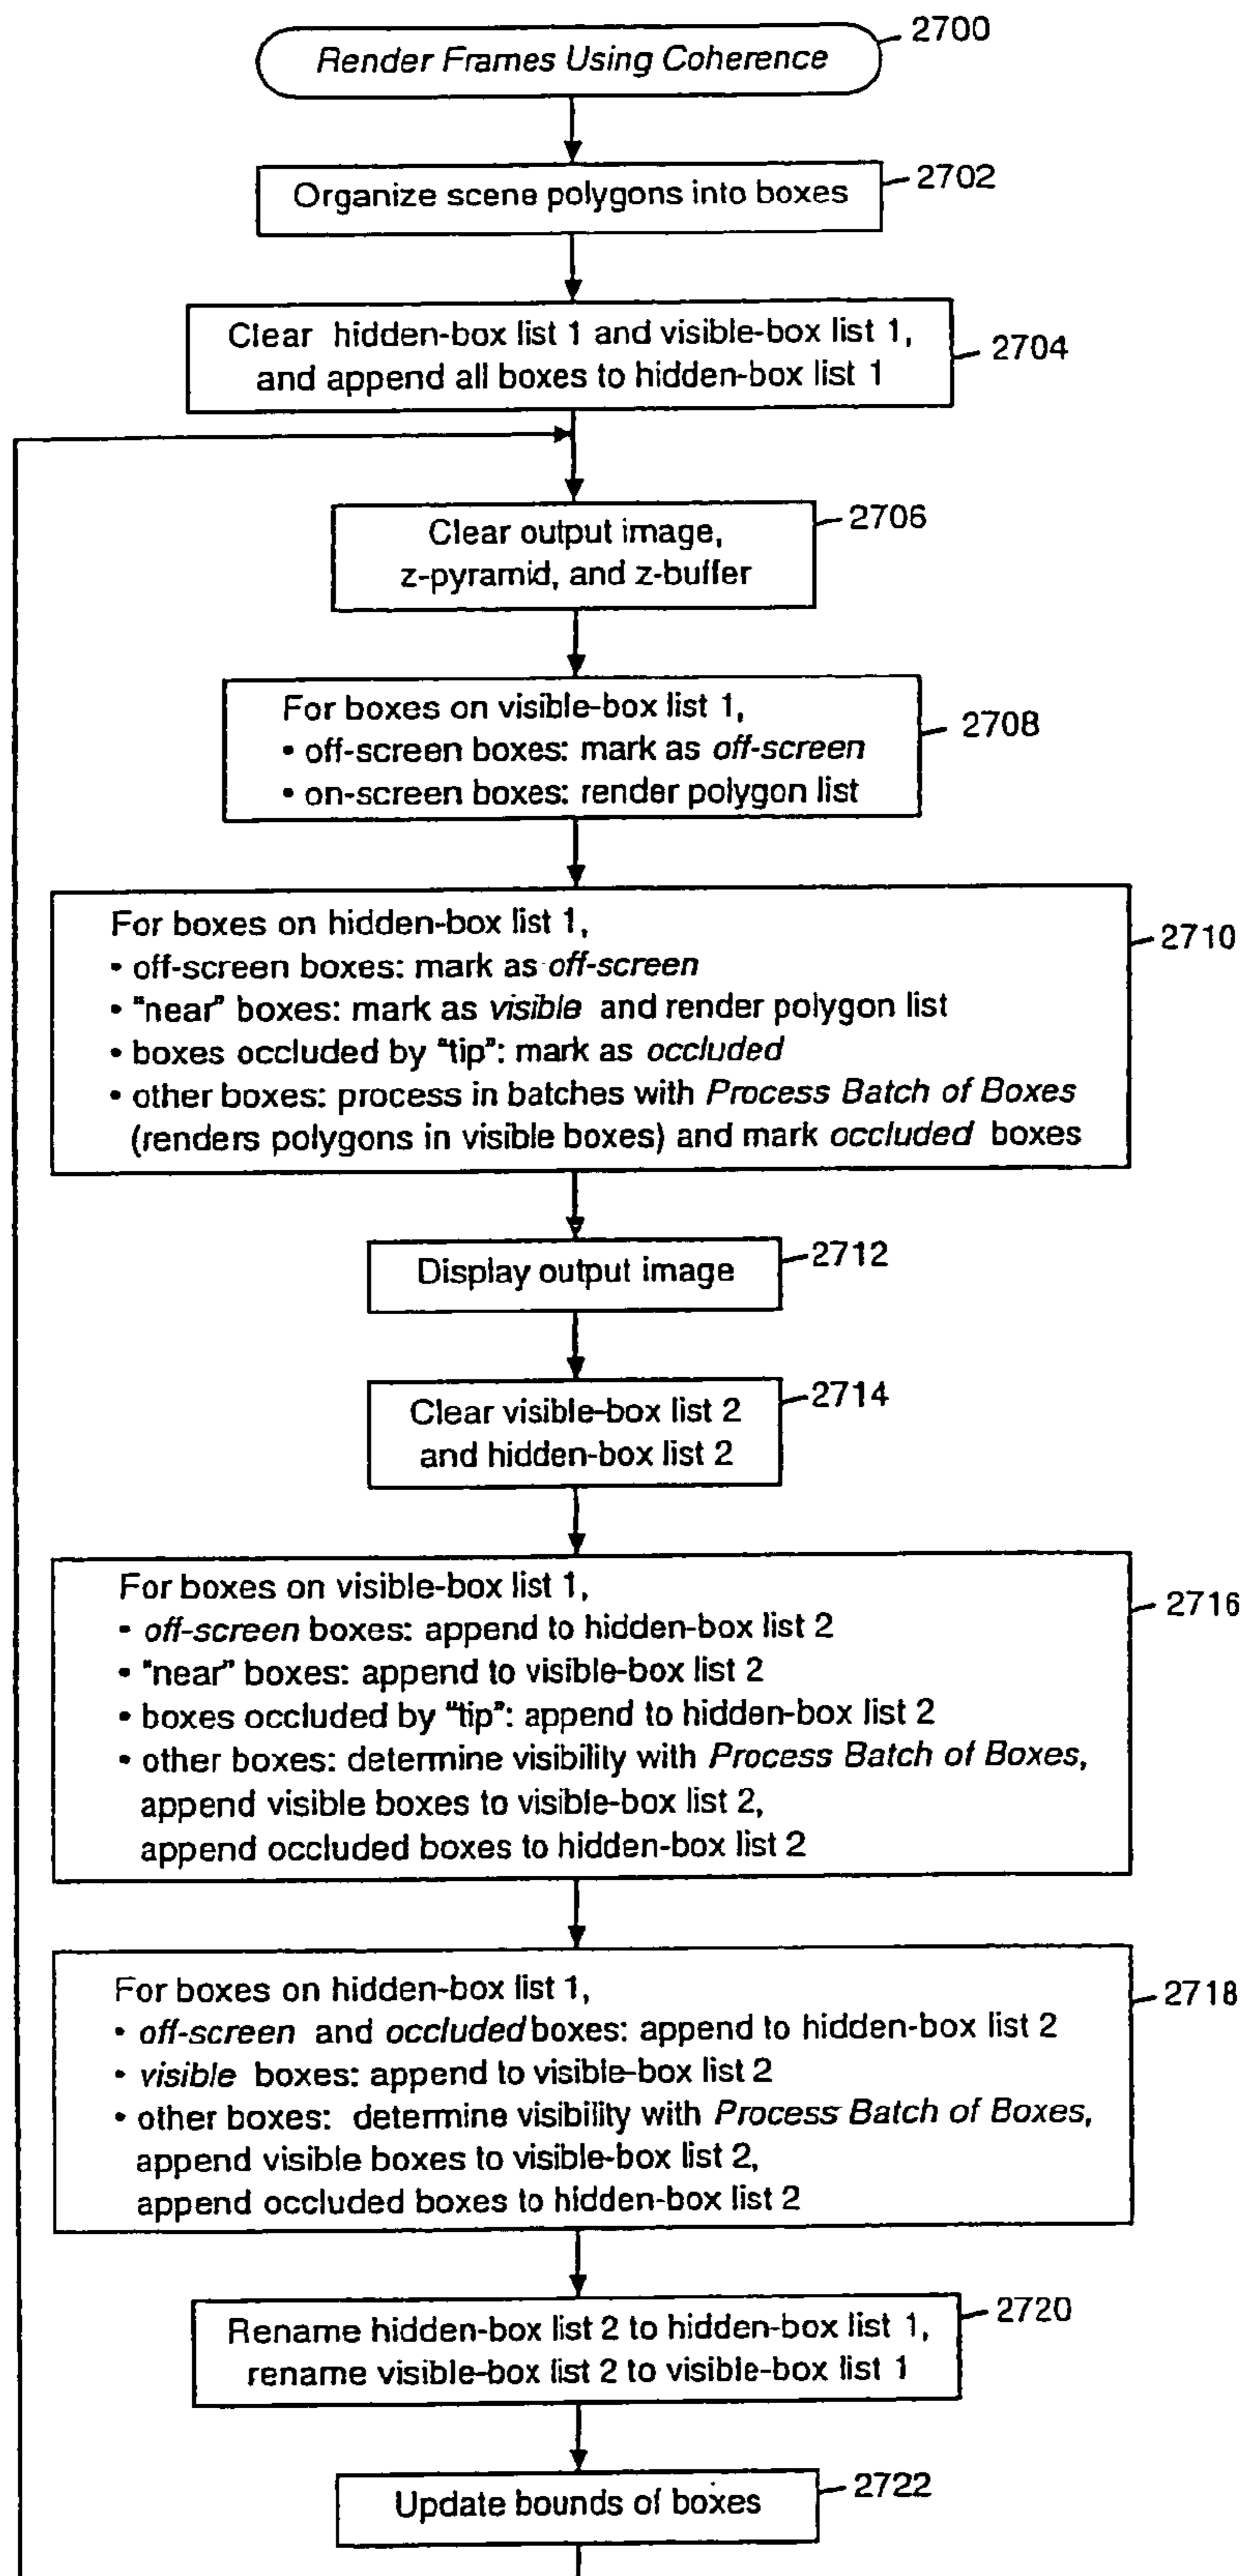 Render Frames Using Coherence
2700
Organize scene polygons into boxes
2702
Clear hidden-box list 1 and visible-box list 1,
and append all boxes to hidden-box list 1
2704
Clear output image,
z-pyramid, and z-buffer
2706
For boxes on visible-box list 1,
• off-screen boxes: mark as off-screen
• on-screen boxes: render polygon list
2708
For boxes on hidden-box list 1,
• off-screen boxes: mark as off-screen
• "near" boxes: mark as visible and render polygon list
• boxes occluded by "tip": mark as occluded
• other boxes: process in batches with Process Batch of Boxes
(renders polygons in visible boxes) and mark occluded boxes
2710
Display output image
2712
Clear visible-box list 2
and hidden-box list 2
2714
For boxes on visible-box list 1,
• off-screen boxes: append to hidden-box list 2
• "near" boxes: append to visible-box list 2
• boxes occluded by "tip": append to hidden-box list 2
• other boxes: determine visibility with Process Batch of Boxes,
append visible boxes to visible-box list 2,
append occluded boxes to hidden-box list 2
2716
For boxes on hidden-box list 1,
• off-screen and occluded boxes: append to hidden-box list 2
• visible boxes: append to visible-box list 2
• other boxes: determine visibility with Process Batch of Boxes,
append visible boxes to visible-box list 2,
append occluded boxes to hidden-box list 2
2718
Rename hidden-box list 2 to hidden-box list 1,
rename visible-box list 2 to visible-box list 1
2720
Update bounds of boxes
2722